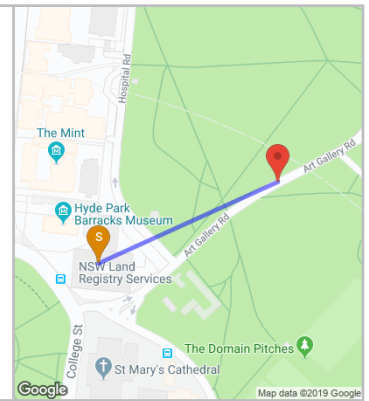 Hospital Rd
The Mint
Art Gallery Rd
Hyde Park
Barracks Museum
S
Art Gallery Rd
NSW Land
Registry Services
College St
The Domain Pitches
St Mary's Cathedral
Google
Map data ©2019 Google